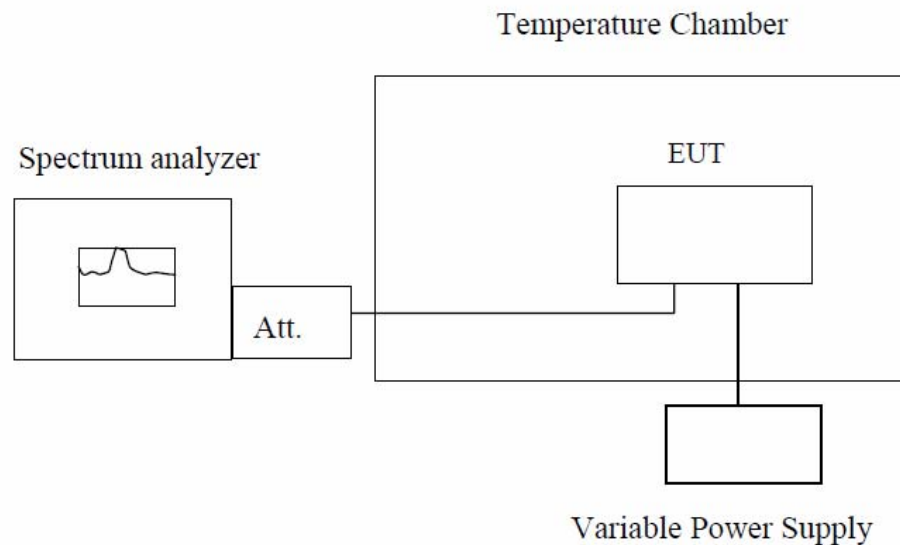 Temperature Chamber
Spectrum analyzer
EUT
Att.
Variable Power Supply